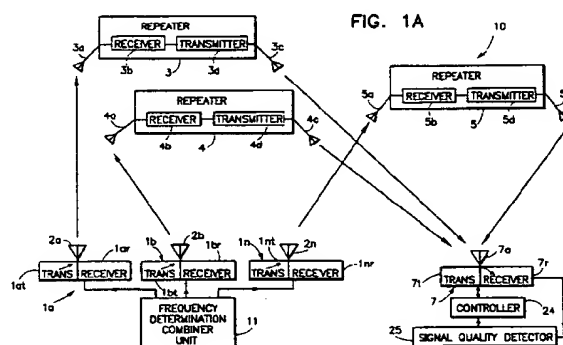 FIG. 1A
10
REPEATER
3a
RECEIVER
TRANSMITTER
3c
3b
3
3d
REPEATER
4a
RECEIVER
TRANSMITTER
4c
4b
4
4d
REPEATER
5a
RECEIVER
TRANSMITTER
5b
5
5d
2a
1ar
2b
1b
1br
1n
1nt
2n
7a
7r
TRANS
RECEIVER
TRANS
RECEIVER
TRANS
RECEIVER
1nr
1at
1bt
1a
FREQUENCY
DETERMINATION
COMBINER
UNIT
11
TRANS
RECEIVER
7t
7
CONTROLLER
24
25
SIGNAL QUALITY DETECTOR